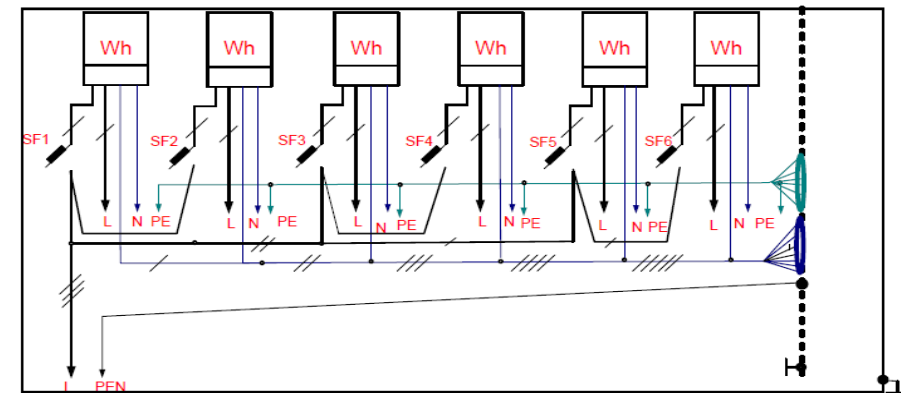 Wh Wh Wh Wh Wh Wh
SF1 SF2 SF3 SF4 SF5 SF6
L N PE L N PE L N PE L N PE L N PE L N PE
L PEN